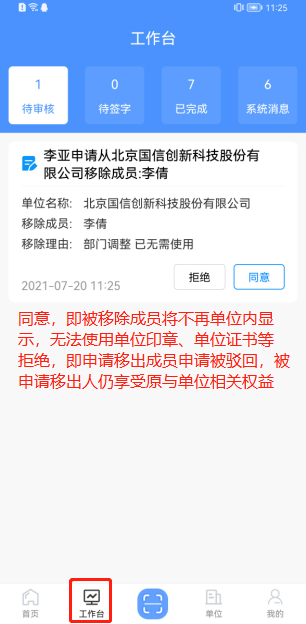 11:25
工作台
1
0
7
6
待审核
待签字
已完成
系统消息
李亚申请从北京国信创新科技股份有
限公司移除成员:李倩
单位名称: 北京国信创新科技股份有限公司
移除成员: 李倩
移除理由: 部门调整 已无需使用
2021-07-20 11:25
拒绝
同意
同意，即被移除成员将不再单位内显
示，无法使用单位印章、单位证书等
拒绝，即申请移出成员申请被驳回，被
申请移出人仍享受原与单位相关权益
首页
工作台
单位
我的